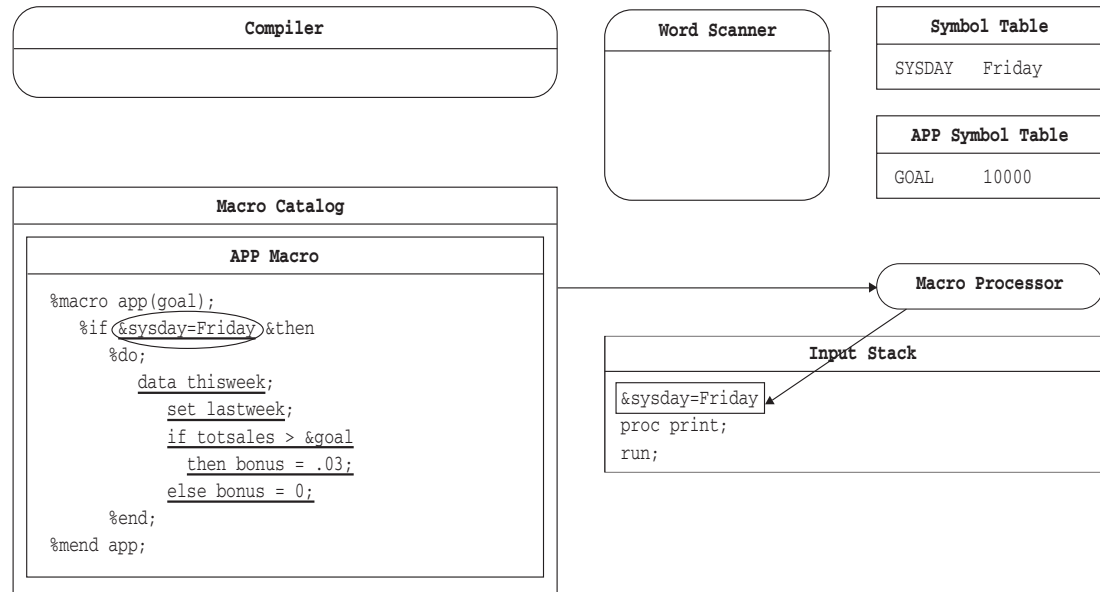 Compiler
Word Scanner
Symbol Table
SYSDAY Friday
APP Symbol Table
GOAL 10000
Macro Catalog
APP Macro
%macro app(goal);
%if &sysday=Friday &then
%do;
data thisweek;
set lastweek;
if totsales > &goal
then bonus = .03;
else bonus = 0;
%end;
%mend app;
Macro Processor
Input Stack
&sysday=Friday
proc print;
run;